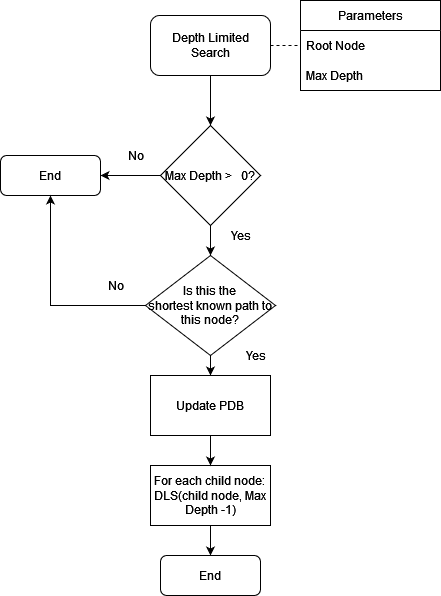 Parameters
Depth Limited
Search
Root Node
Max Depth
No
End
Max Depth > 0?
Yes
No
Is this the
shortest known path to
this node?
Yes
Update PDB
For each child node:
DLS(child node, Max
Depth -1)
End